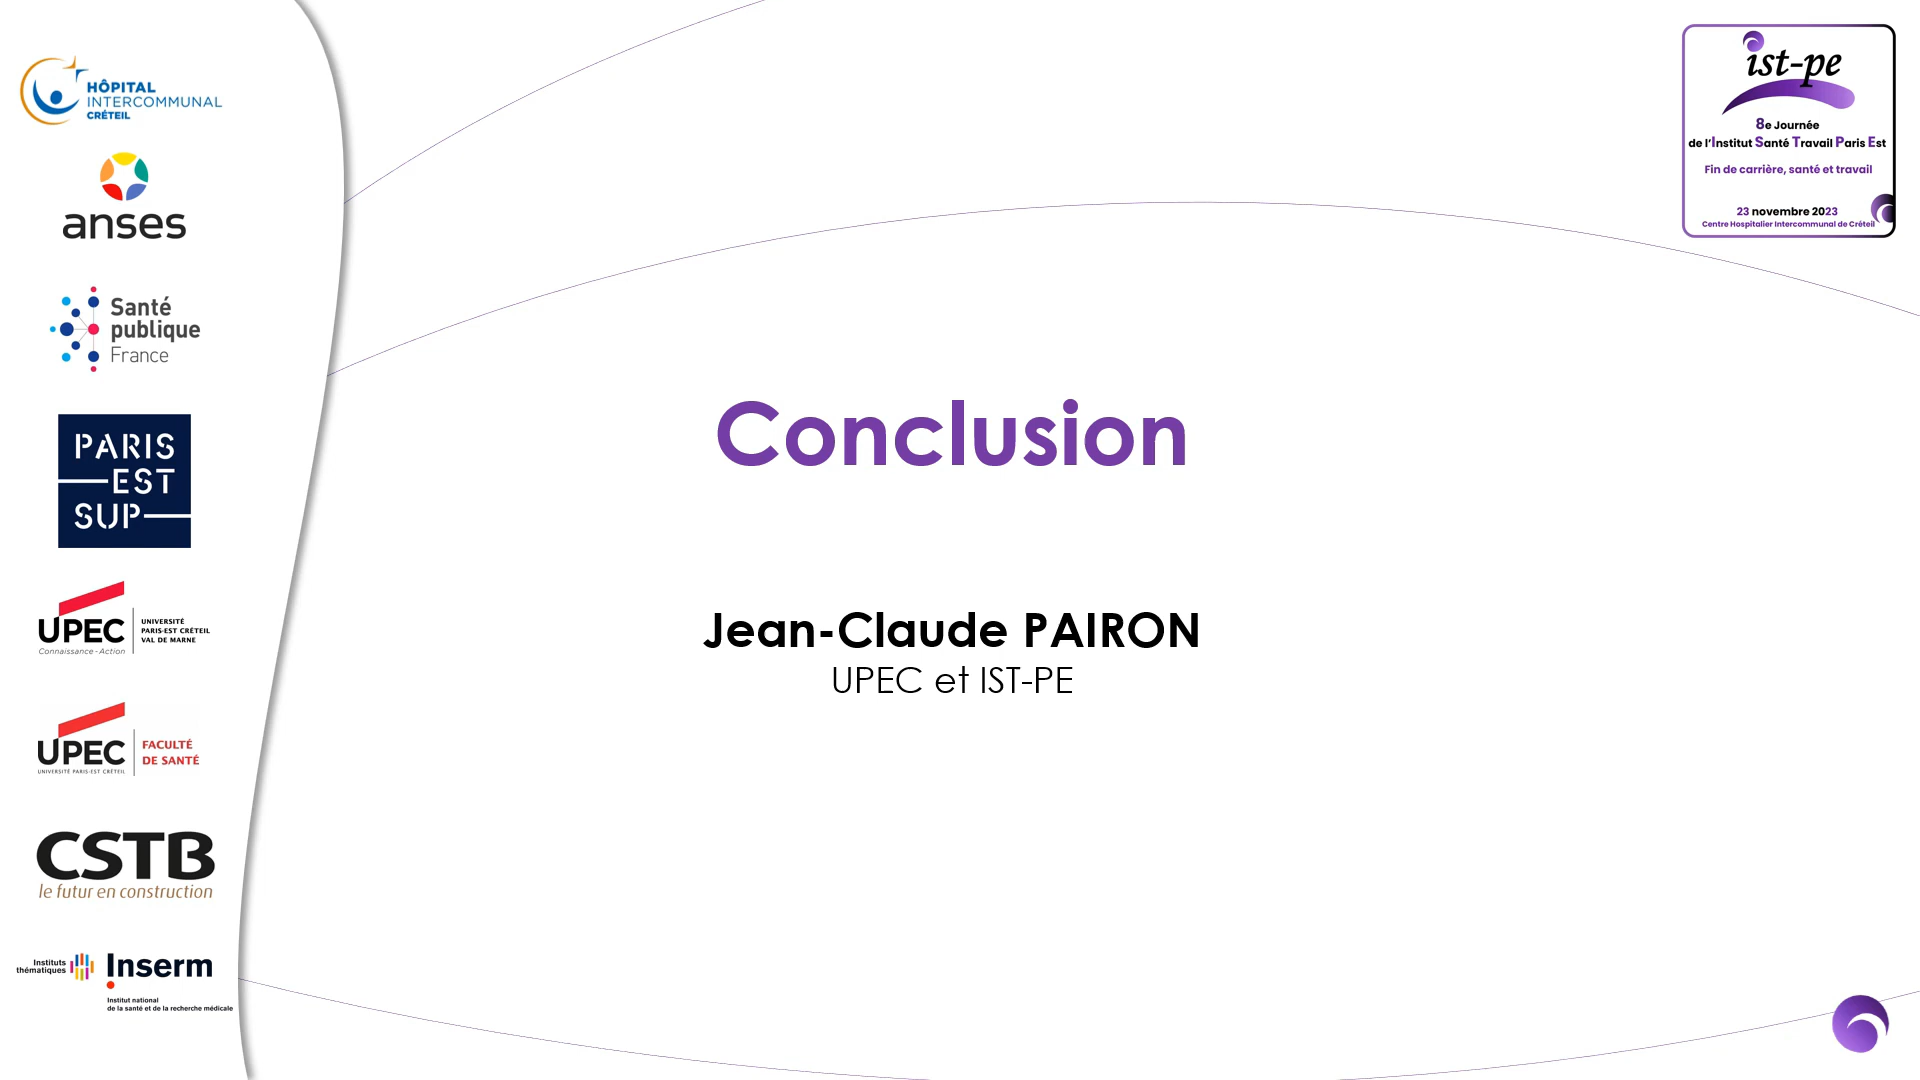 HÔPITAL
INTERCOMMUNAL
CRÉTEIL
anses
Santé
publique
France
PARIS
EST
SUP
UPEC
Connaissance - Action
UNIVERSITÉ
PARIS-EST CRÉTEIL
VAL DE MARNE
UPEC
UNIVERSITÉ PARIS-EST CRÉTEIL
FACULTÉ
DE SANTÉ
CSTB
le futur en construction
Instituts
thématiques
Inserm
Institut national
de la santé et de la recherche médicale
ist-pe
8e Journée
de l'Institut Santé Travail Paris Est
Fin de carrière, santé et travail
23 novembre 2023
Centre Hospitalier Intercommunal de Créteil
Conclusion
Jean-Claude PAIRON
UPEC et IST-PE